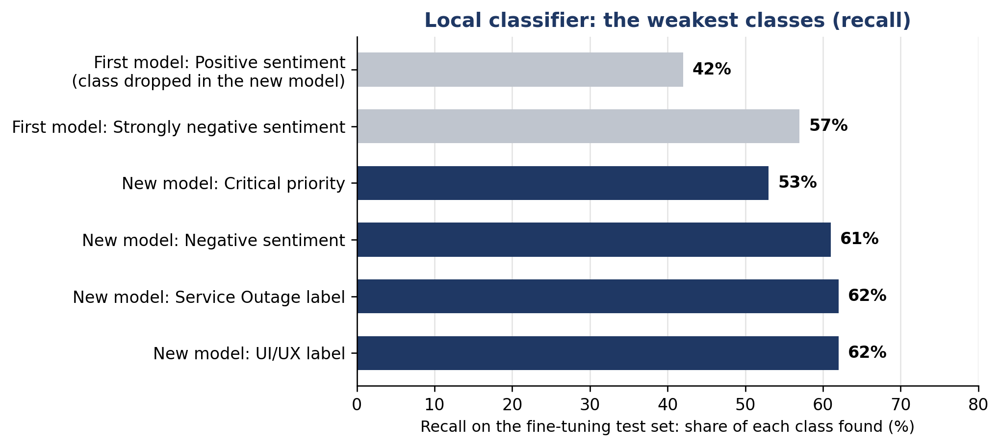 Local classifier: the weakest classes (recall)
First model: Positive sentiment
(class dropped in the new model)
42%
First model: Strongly negative sentiment
57%
New model: Critical priority
53%
New model: Negative sentiment
61%
New model: Service Outage label
62%
New model: UI/UX label
62%
0 10 20 30 40 50 60 70 80
Recall on the fine-tuning test set: share of each class found (%)